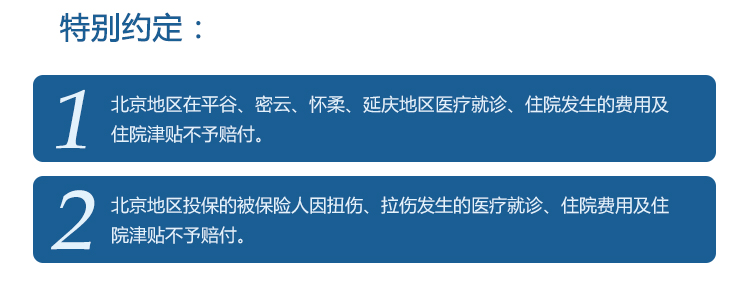 特别约定：
1
北京地区在平谷、密云、怀柔、延庆地区医疗就诊、住院发生的费用及
住院津贴不予赔付。
2
北京地区投保的被保险人因扭伤、拉伤发生的医疗就诊、住院费用及住
院津贴不予赔付。